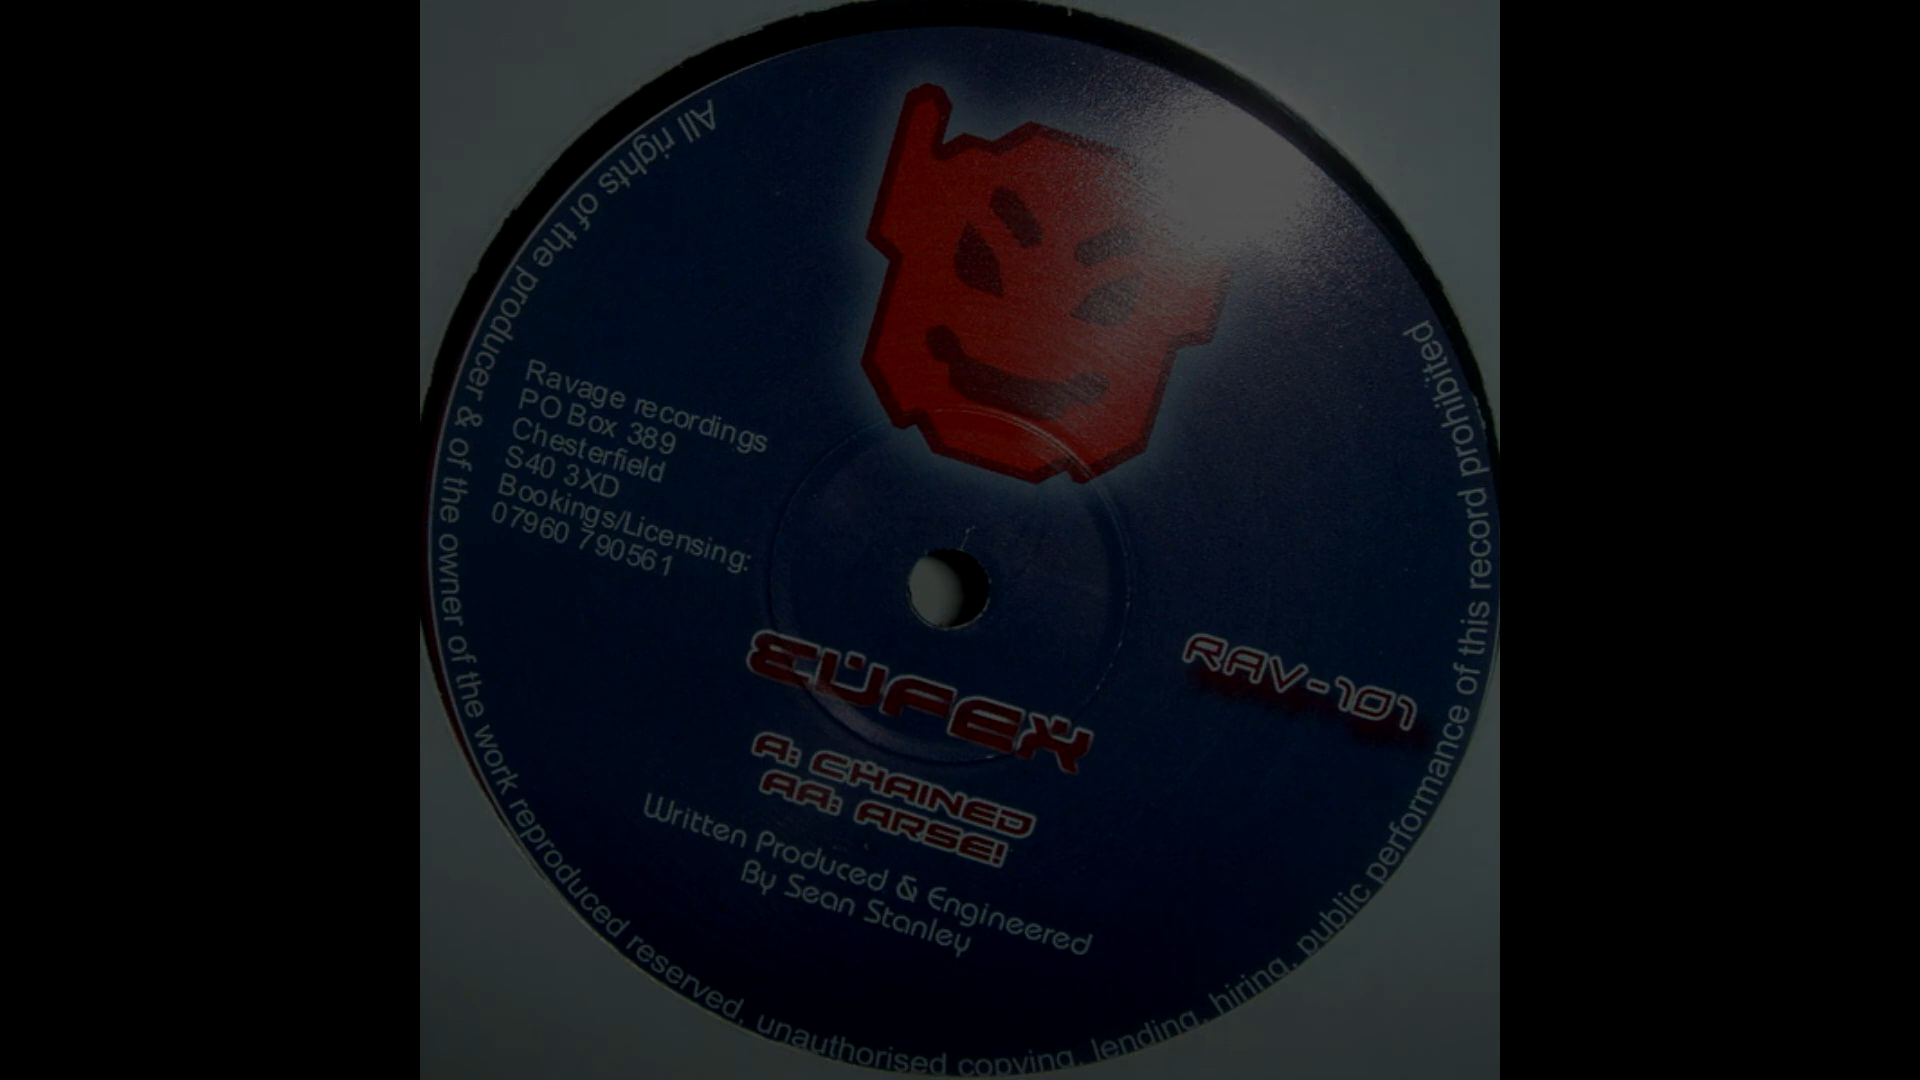 All rights of the producer & of the owner of the work reproduced reserved, unauthorised copying, lending, hiring, public performance of this record prohibited
Ravage recordings
PO Box 389
Chesterfield
S40 3XD
Bookings/Licensing:
07960 790561
EUFEX
RAV-101
A: CHAINED
AA: ARSE!
Written Produced & Engineered
By Sean Stanley